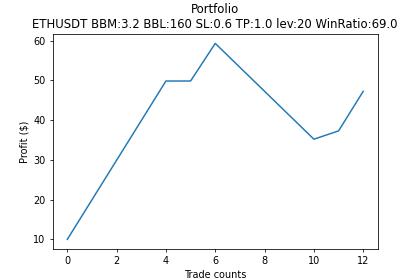 Portfolio
ETHUSDT BBM:3.2 BBL:160 SL:0.6 TP:1.0 lev:20 WinRatio:69.0
60
50
40
30
20
10
Profit ($)
0 2 4 6 8 10 12
Trade counts